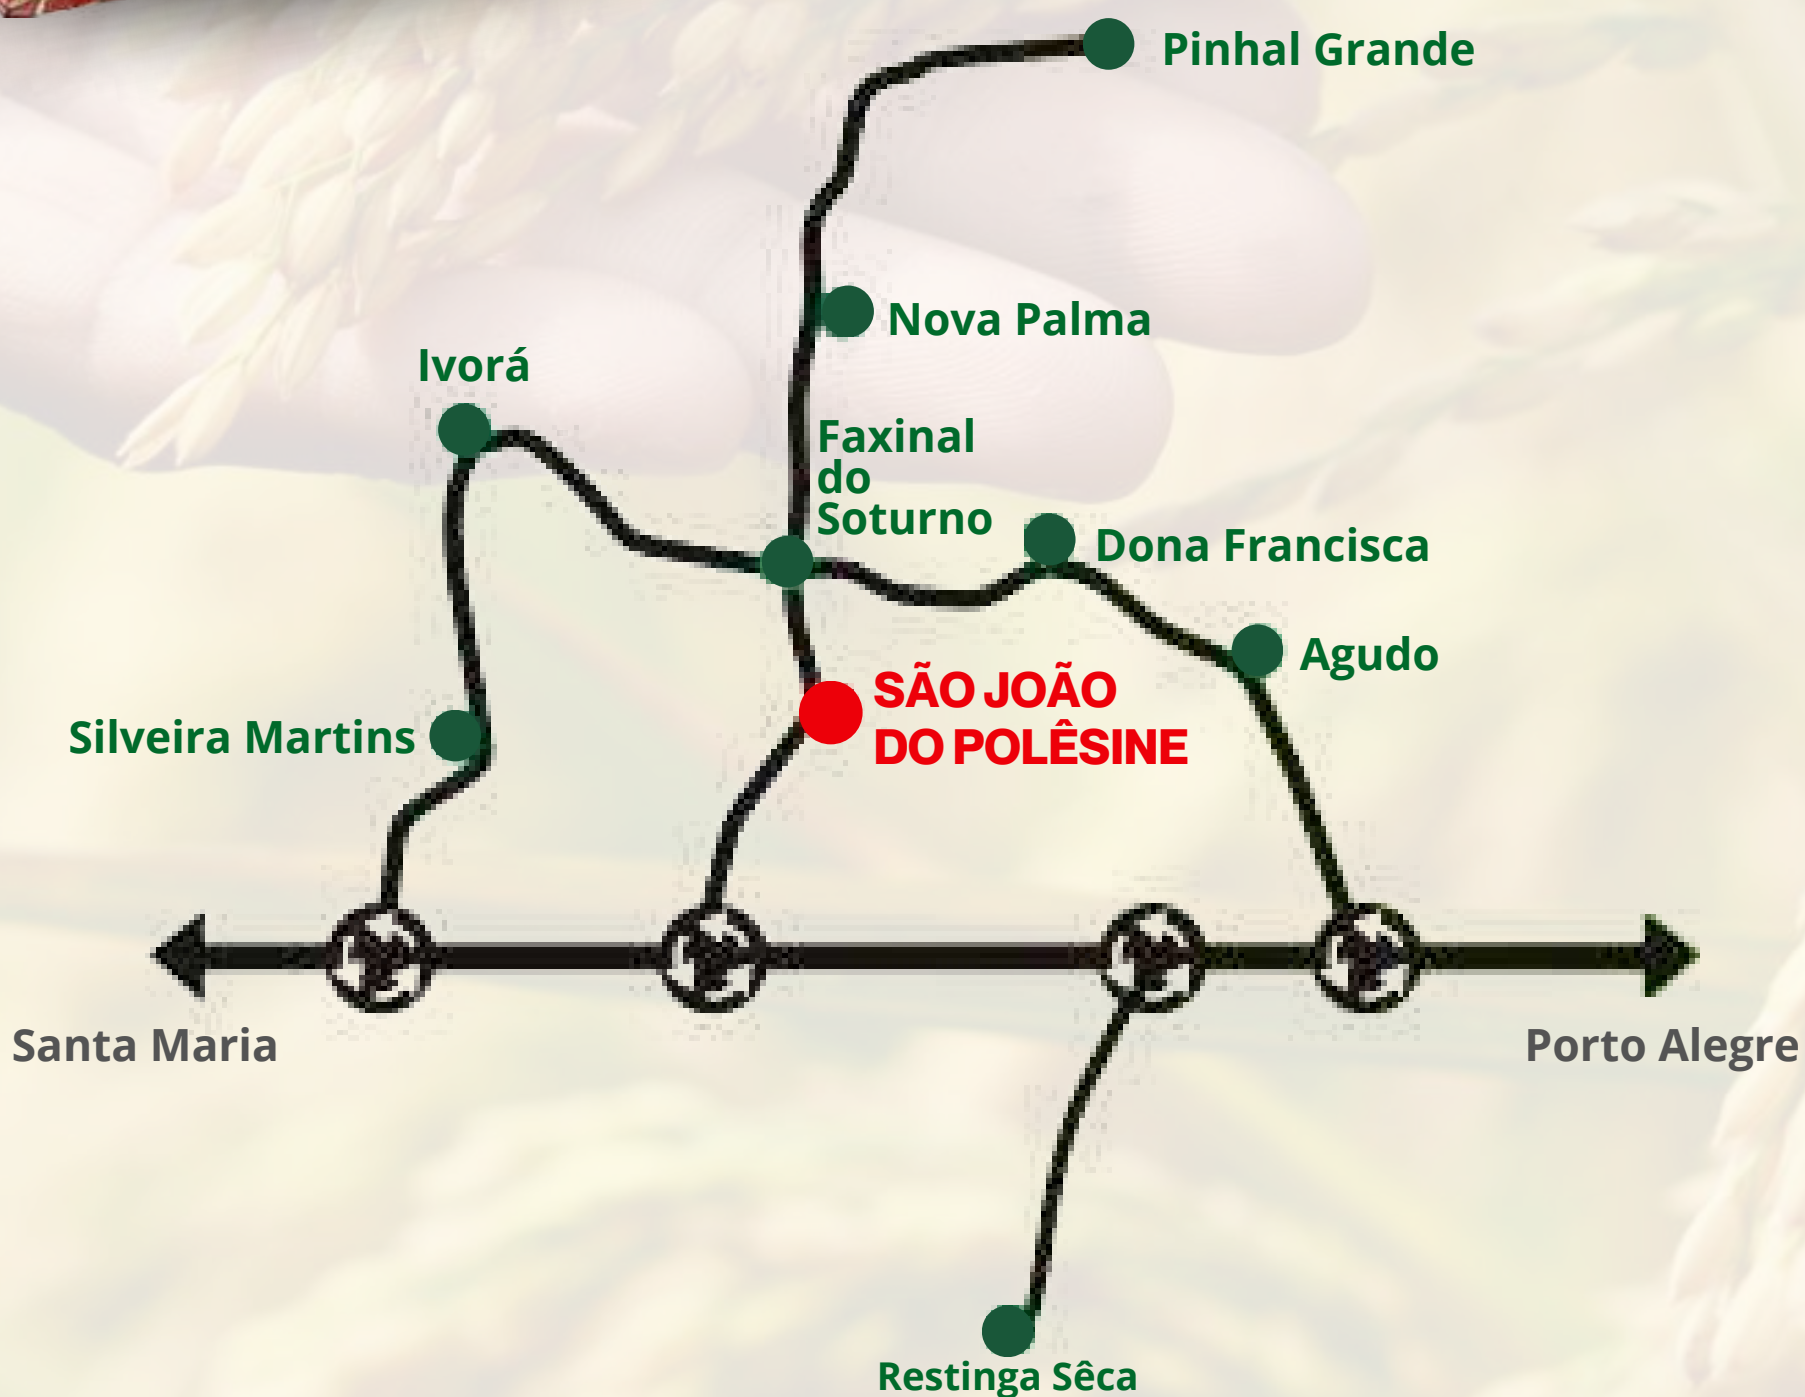 Pinhal Grande
Nova Palma
Ivorá
Faxinal
do
Soturno
Dona Francisca
Agudo
SÃO JOÃO
DO POLÊSINE
Silveira Martins
Santa Maria
Porto Alegre
Restinga Sêca